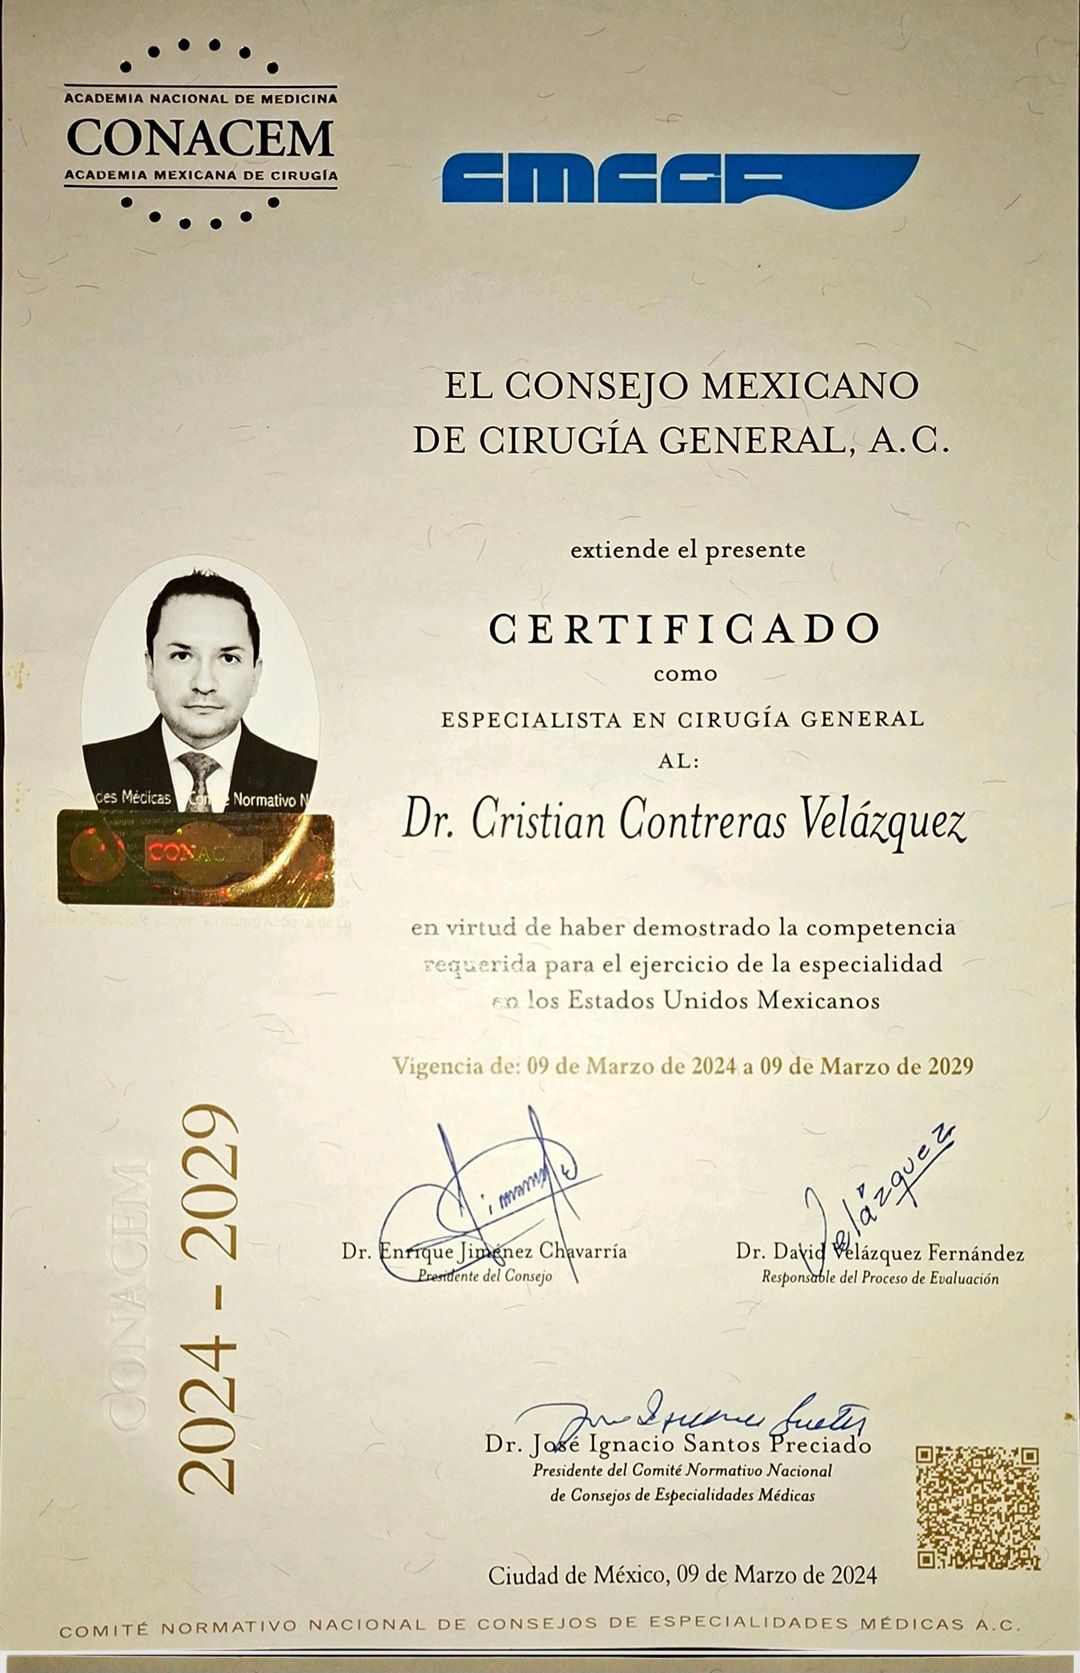 ACADEMIA NACIONAL DE MEDICINA
CONACEM
ACADEMIA MEXICANA DE CIRUGÍA
CMCG
EL CONSEJO MEXICANO
DE CIRUGÍA GENERAL, A.C.
extiende el presente
CERTIFICADO
como
ESPECIALISTA EN CIRUGÍA GENERAL
AL:
des Médicas Normativo N
Dr. Cristian Contreras Velázquez
CONACEM
en virtud de haber demostrado la competencia
requerida para el ejercicio de la especialidad
en los Estados Unidos Mexicanos
Vigencia de: 09 de Marzo de 2024 a 09 de Marzo de 2029
CONACEM
2024 - 2029
Velázquez
Dr. Enrique Jiménez Chavarría
Presidente del Consejo
Dr. David Velázquez Fernández
Responsable del Proceso de Evaluación
Dr. José Ignacio Santos Preciado
Presidente del Comité Normativo Nacional
de Consejos de Especialidades Médicas
Ciudad de México, 09 de Marzo de 2024
COMITÉ NORMATIVO NACIONAL DE CONSEJOS DE ESPECIALIDADES MÉDICAS A.C.